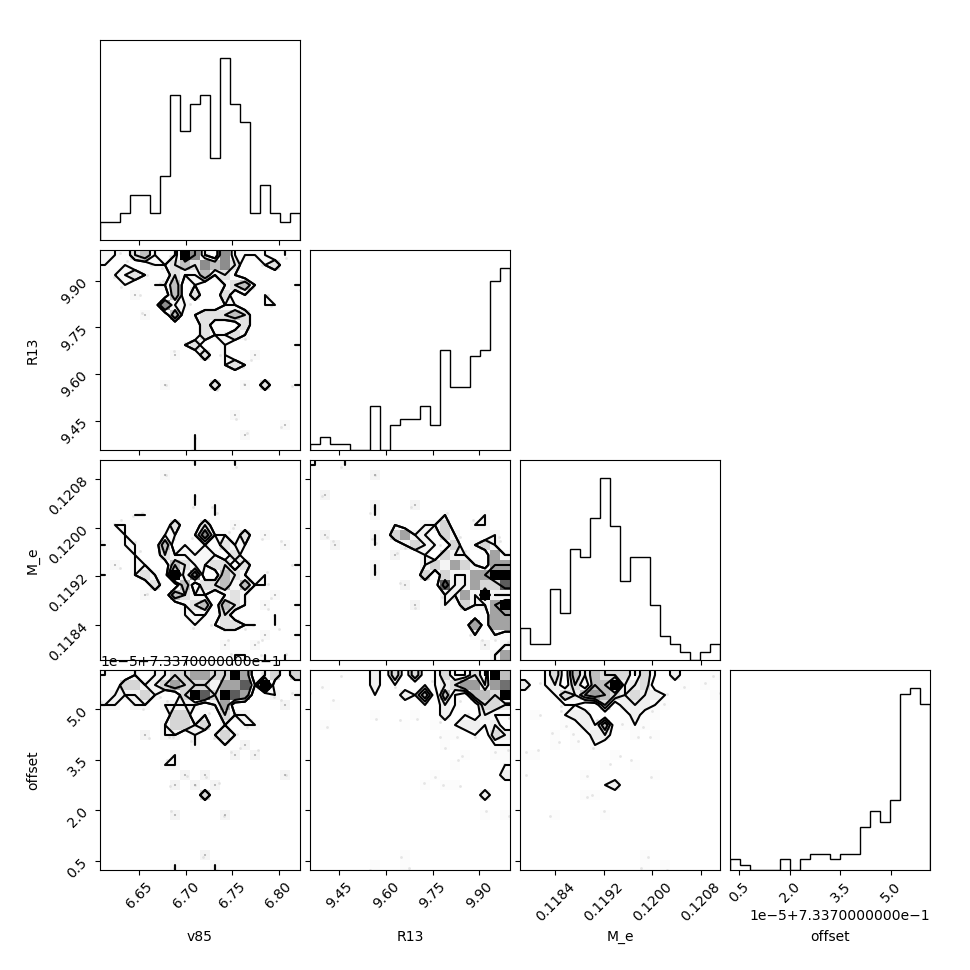 R13
9.90
9.75
9.60
9.45
M_e
0.1208
0.1200
0.1192
0.1184
1e−5+7.3370000000e−1
offset
5.0
3.5
2.0
0.5
6.65 6.70 6.75 6.80
9.45 9.60 9.75 9.90
0.1184 0.1192 0.1200 0.1208
0.5 2.0 3.5 5.0
1e−5+7.3370000000e−1
v85 R13 M_e offset